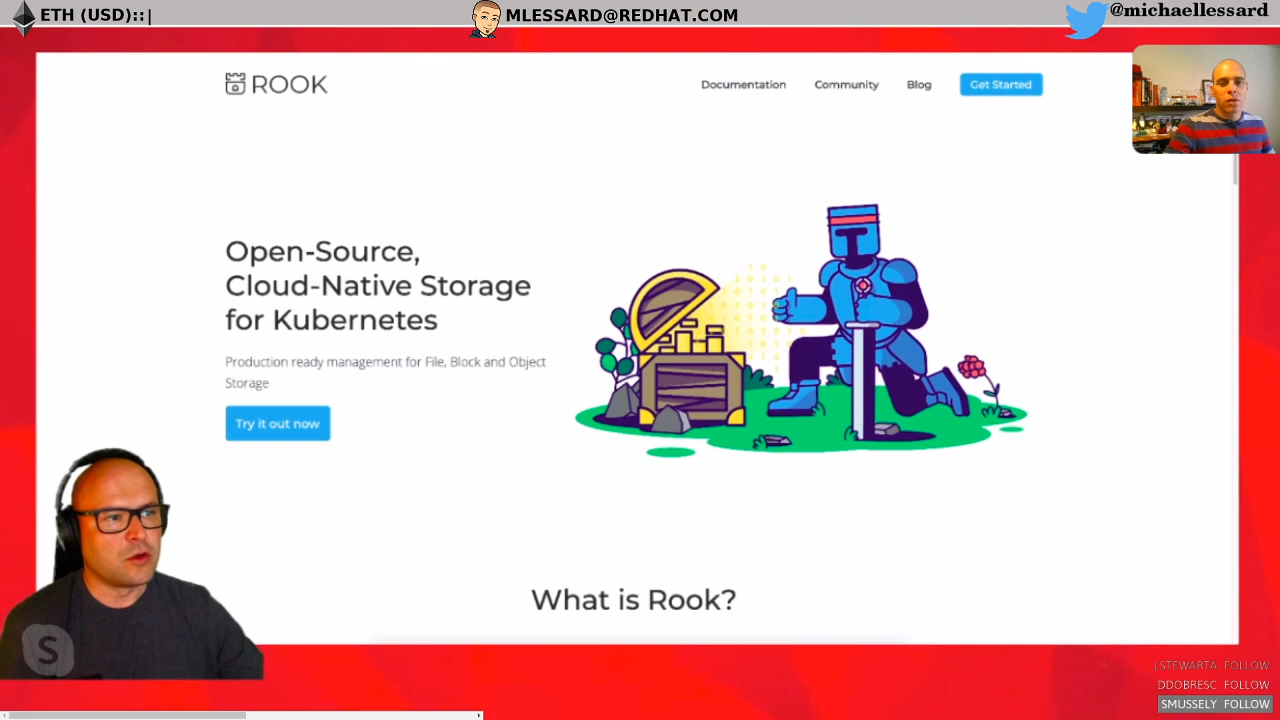 ETH (USD)::|
MLESSARD@REDHAT.COM
@michaellessard
ROOK
Documentation
Community
Blog
Get Started
Open-Source,
Cloud-Native Storage
for Kubernetes
Production ready management for File, Block and Object
Storage
Try it out now
What is Rook?
S
LSTEWARTA FOLLOW
DDOBRESC FOLLOW
SMUSSELY FOLLOW